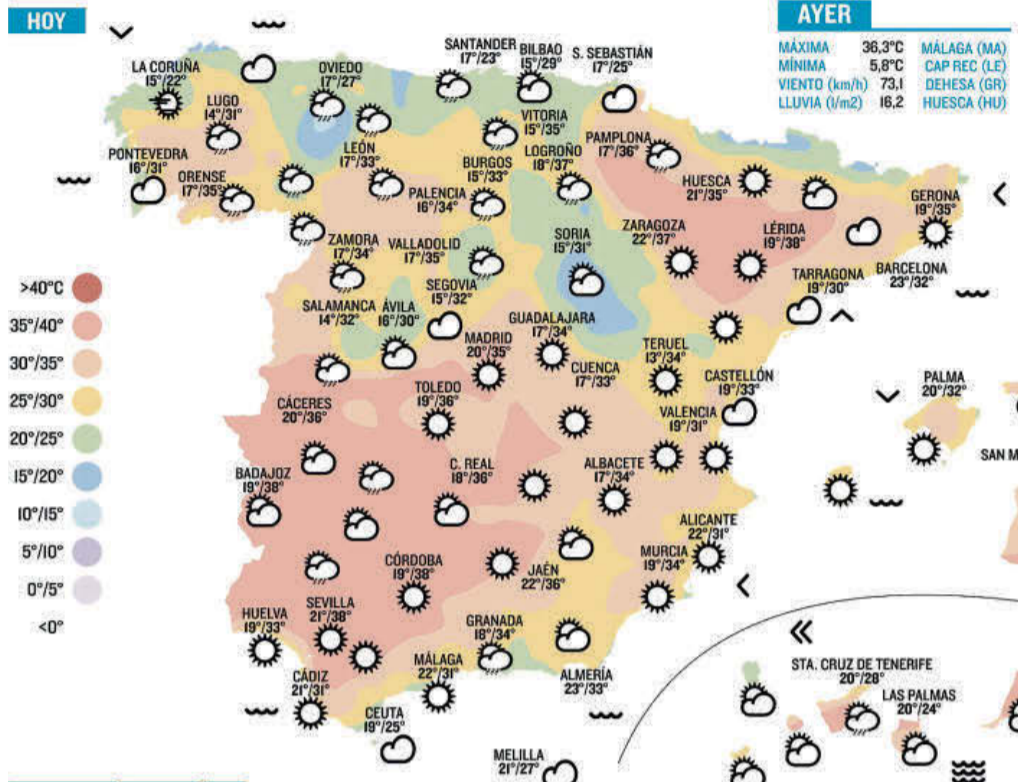 HOY
AYER
MÁXIMA 36,3°C MÁLAGA (MA)
MÍNIMA 5,8°C CAP REC (LE)
VIENTO (km/h) 73,1 DEHESA (GR)
LLUVIA (l/m2) 16,2 HUESCA (HU)
LA CORUÑA
15°/22°
LUGO
14°/31°
OVIEDO
17°/27°
SANTANDER
17°/23°
BILBAO
15°/29°
S. SEBASTIÁN
17°/25°
VITORIA
15°/35°
PAMPLONA
17°/36°
PONTEVEDRA
16°/31°
ORENSE
17°/35°
LEÓN
17°/33°
BURGOS
15°/33°
LOGROÑO
18°/37°
PALENCIA
16°/34°
HUESCA
21°/35°
GERONA
19°/35°
ZAMORA
17°/34°
VALLADOLID
17°/35°
SORIA
15°/31°
ZARAGOZA
22°/37°
LÉRIDA
19°/38°
BARCELONA
23°/32°
TARRAGONA
19°/30°
SALAMANCA
14°/32°
ÁVILA
16°/30°
SEGOVIA
15°/32°
MADRID
20°/35°
GUADALAJARA
17°/34°
CUENCA
17°/33°
TERUEL
13°/34°
CASTELLÓN
19°/33°
PALMA
20°/32°
SAN M
CÁCERES
20°/36°
TOLEDO
19°/36°
VALENCIA
19°/31°
BADAJOZ
19°/38°
C. REAL
18°/36°
ALBACETE
17°/34°
ALICANTE
22°/31°
MURCIA
19°/34°
CÓRDOBA
19°/38°
JAÉN
22°/36°
HUELVA
19°/33°
SEVILLA
21°/38°
GRANADA
18°/34°
MÁLAGA
22°/31°
ALMERÍA
23°/33°
CÁDIZ
21°/31°
CEUTA
19°/25°
MELILLA
21°/27°
STA. CRUZ DE TENERIFE
20°/28°
LAS PALMAS
20°/24°
>40°C
35°/40°
30°/35°
25°/30°
20°/25°
15°/20°
10°/15°
5°/10°
0°/5°
<0°